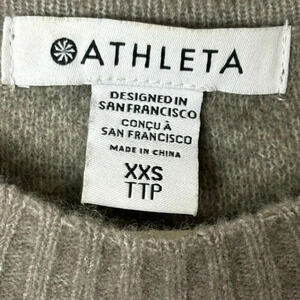 ATHLETA
DESIGNED IN
SAN FRANCISCO
CONÇU À
SAN FRANCISCO
MADE IN CHINA
XXS
TTP